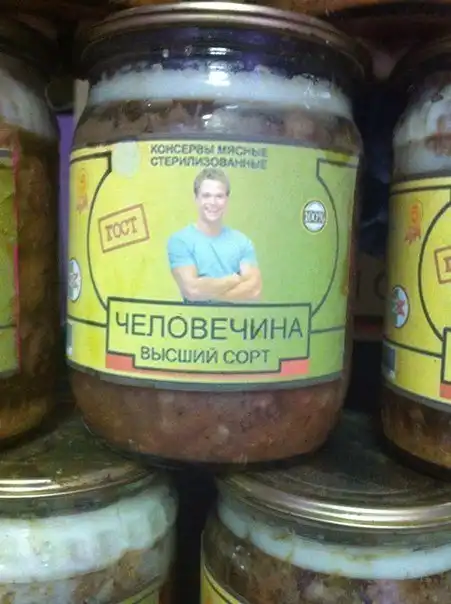 КОНСЕРВЫ МЯСНЫЕ
СТЕРИЛИЗОВАННЫЕ
ГОСТ
100%
ЧЕЛОВЕЧИНА
ВЫСШИЙ СОРТ